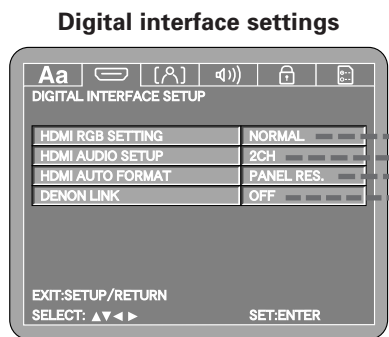 Digital interface settings
Aa
DIGITAL INTERFACE SETUP
HDMI RGB SETTING NORMAL
HDMI AUDIO SETUP 2CH
HDMI AUTO FORMAT PANEL RES.
DENON LINK OFF
EXIT:SETUP/RETURN
SELECT: ▲▼◄ ► SET:ENTER